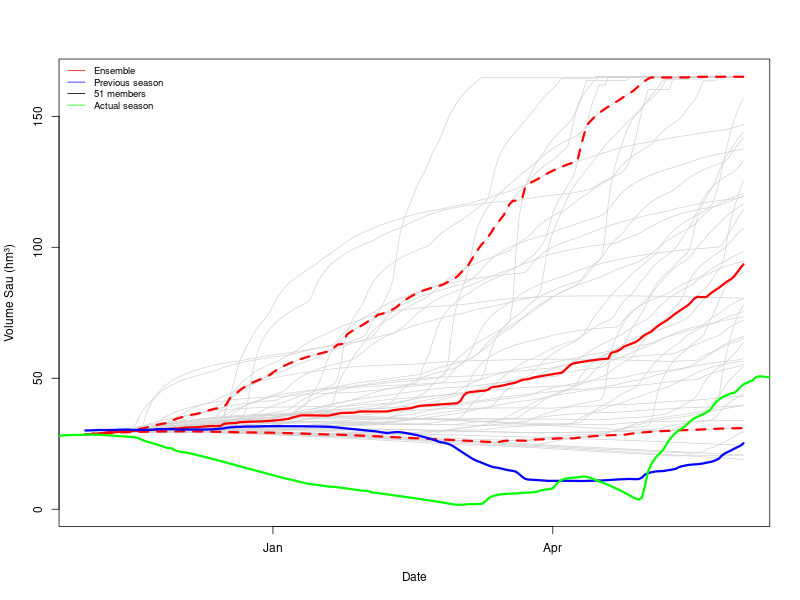 Ensemble
Previous season
51 members
Actual season
Volume Sau (hm³)
150
100
50
0
Jan
Apr
Date